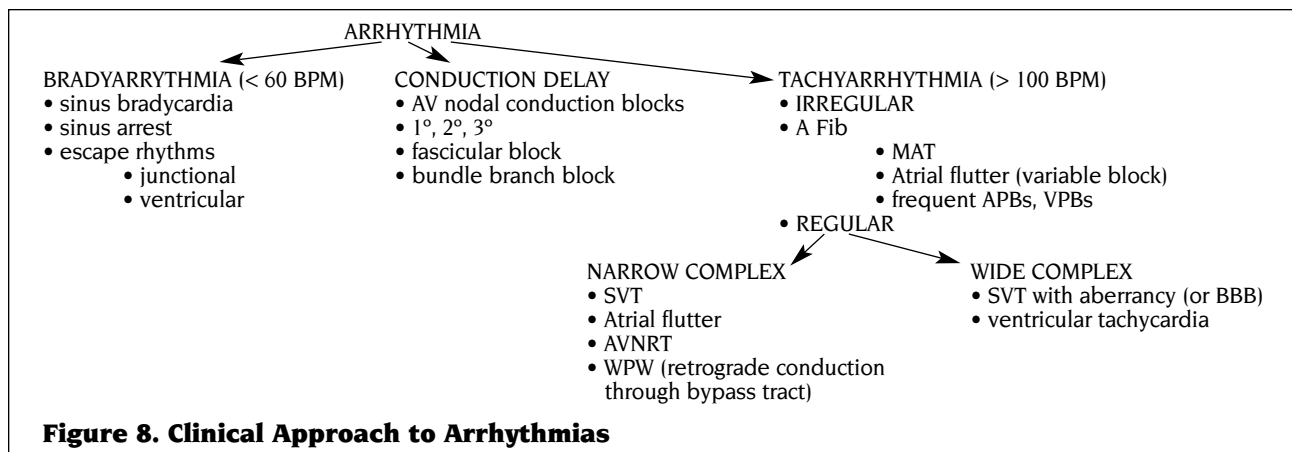 ARRHYTHMIA
BRADYARRYTHMIA (< 60 BPM)
• sinus bradycardia
• sinus arrest
• escape rhythms
• junctional
• ventricular
CONDUCTION DELAY
• AV nodal conduction blocks
• 1º, 2º, 3º
• fascicular block
• bundle branch block
TACHYARRHYTHMIA (> 100 BPM)
• IRREGULAR
• A Fib
• MAT
• Atrial flutter (variable block)
• frequent APBs, VPBs
• REGULAR
NARROW COMPLEX
• SVT
• Atrial flutter
• AVNRT
• WPW (retrograde conduction
through bypass tract)
WIDE COMPLEX
• SVT with aberrancy (or BBB)
• ventricular tachycardia
Figure 8. Clinical Approach to Arrhythmias